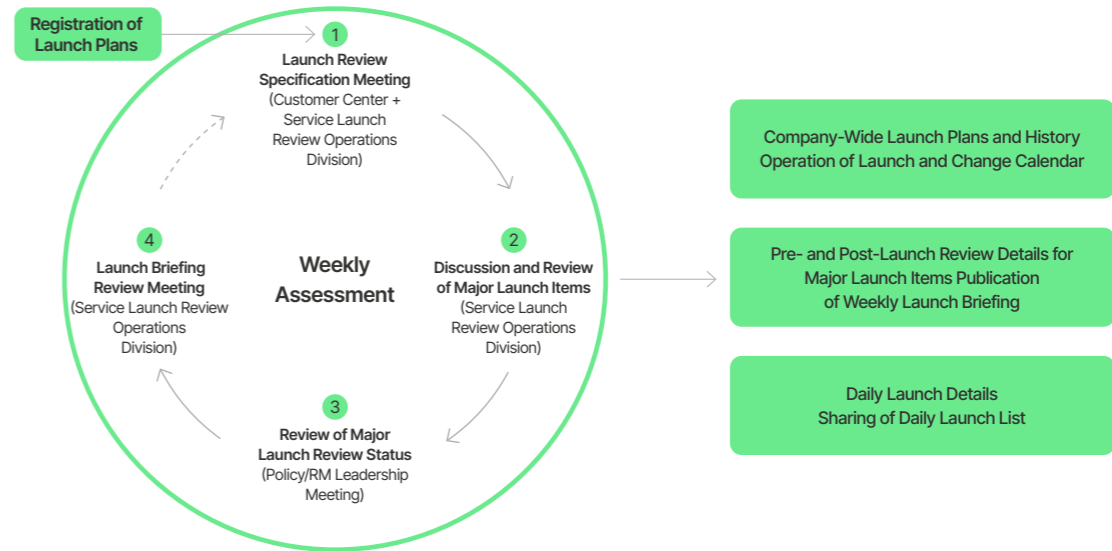 Registration of
Launch Plans
1
Launch Review
Specification Meeting
(Customer Center +
Service Launch
Review Operations
Division)
2
Discussion and Review
of Major Launch Items
(Service Launch
Review Operations
Division)
3
Review of Major
Launch Review Status
(Policy/RM Leadership
Meeting)
4
Launch Briefing
Review Meeting
(Service Launch Review
Operations
Division)
Weekly
Assessment
Company-Wide Launch Plans and History
Operation of Launch and Change Calendar
Pre- and Post-Launch Review Details for
Major Launch Items Publication
of Weekly Launch Briefing
Daily Launch Details
Sharing of Daily Launch List